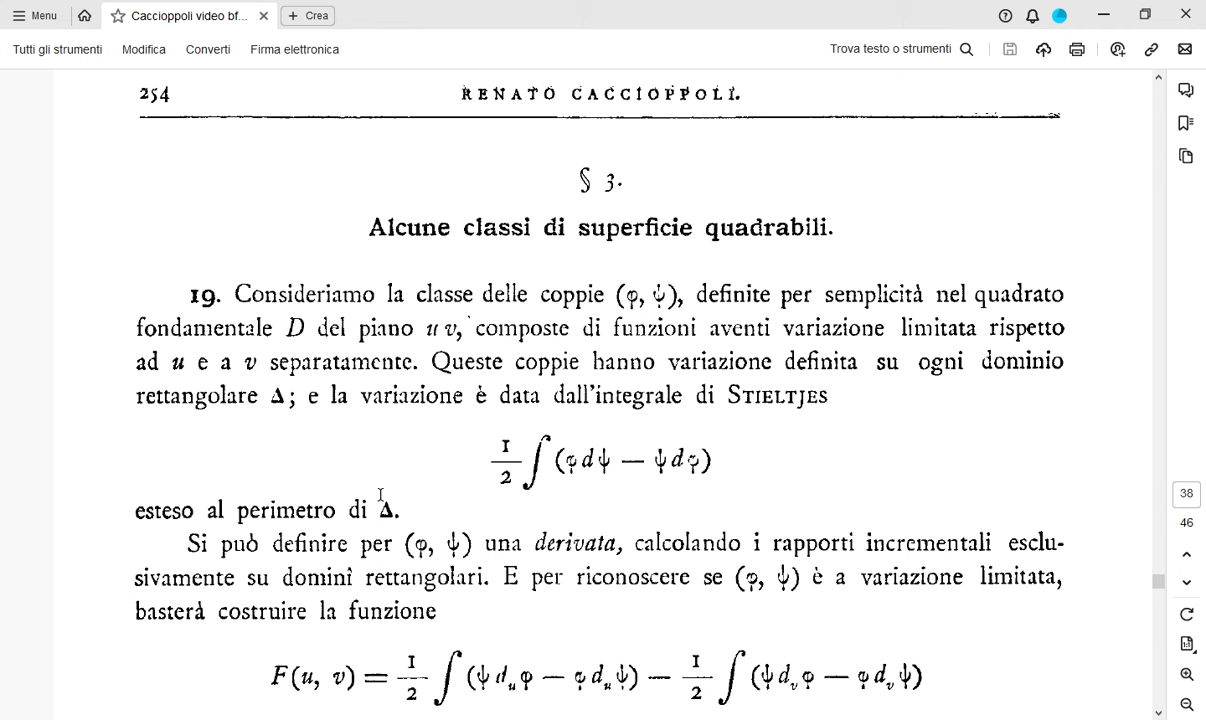 Menu
Caccioppoli video bf...
Crea
Tutti gli strumenti Modifica Converti Firma elettronica Trova testo o strumenti
254 RENATO CACCIOPPOLI.
§ 3.
Alcune classi di superficie quadrabili.
19. Consideriamo la classe delle coppie (φ, ψ), definite per semplicità nel quadrato
fondamentale D del piano u v, composte di funzioni aventi variazione limitata rispetto
ad u e a v separatamente. Queste coppie hanno variazione definita su ogni dominio
rettangolare Δ; e la variazione è data dall'integrale di STIELTJES
1/2 ∫ (φ dψ — ψ dφ)
esteso al perimetro di Δ.
Si può definire per (φ, ψ) una derivata, calcolando i rapporti incrementali esclu-
sivamente su dominî rettangolari. E per riconoscere se (φ, ψ) è a variazione limitata,
basterà costruire la funzione
F(u, v) = 1/2 ∫ (ψ d_u φ — φ d_u ψ) — 1/2 ∫ (ψ d_v φ — φ d_v ψ)
38
46